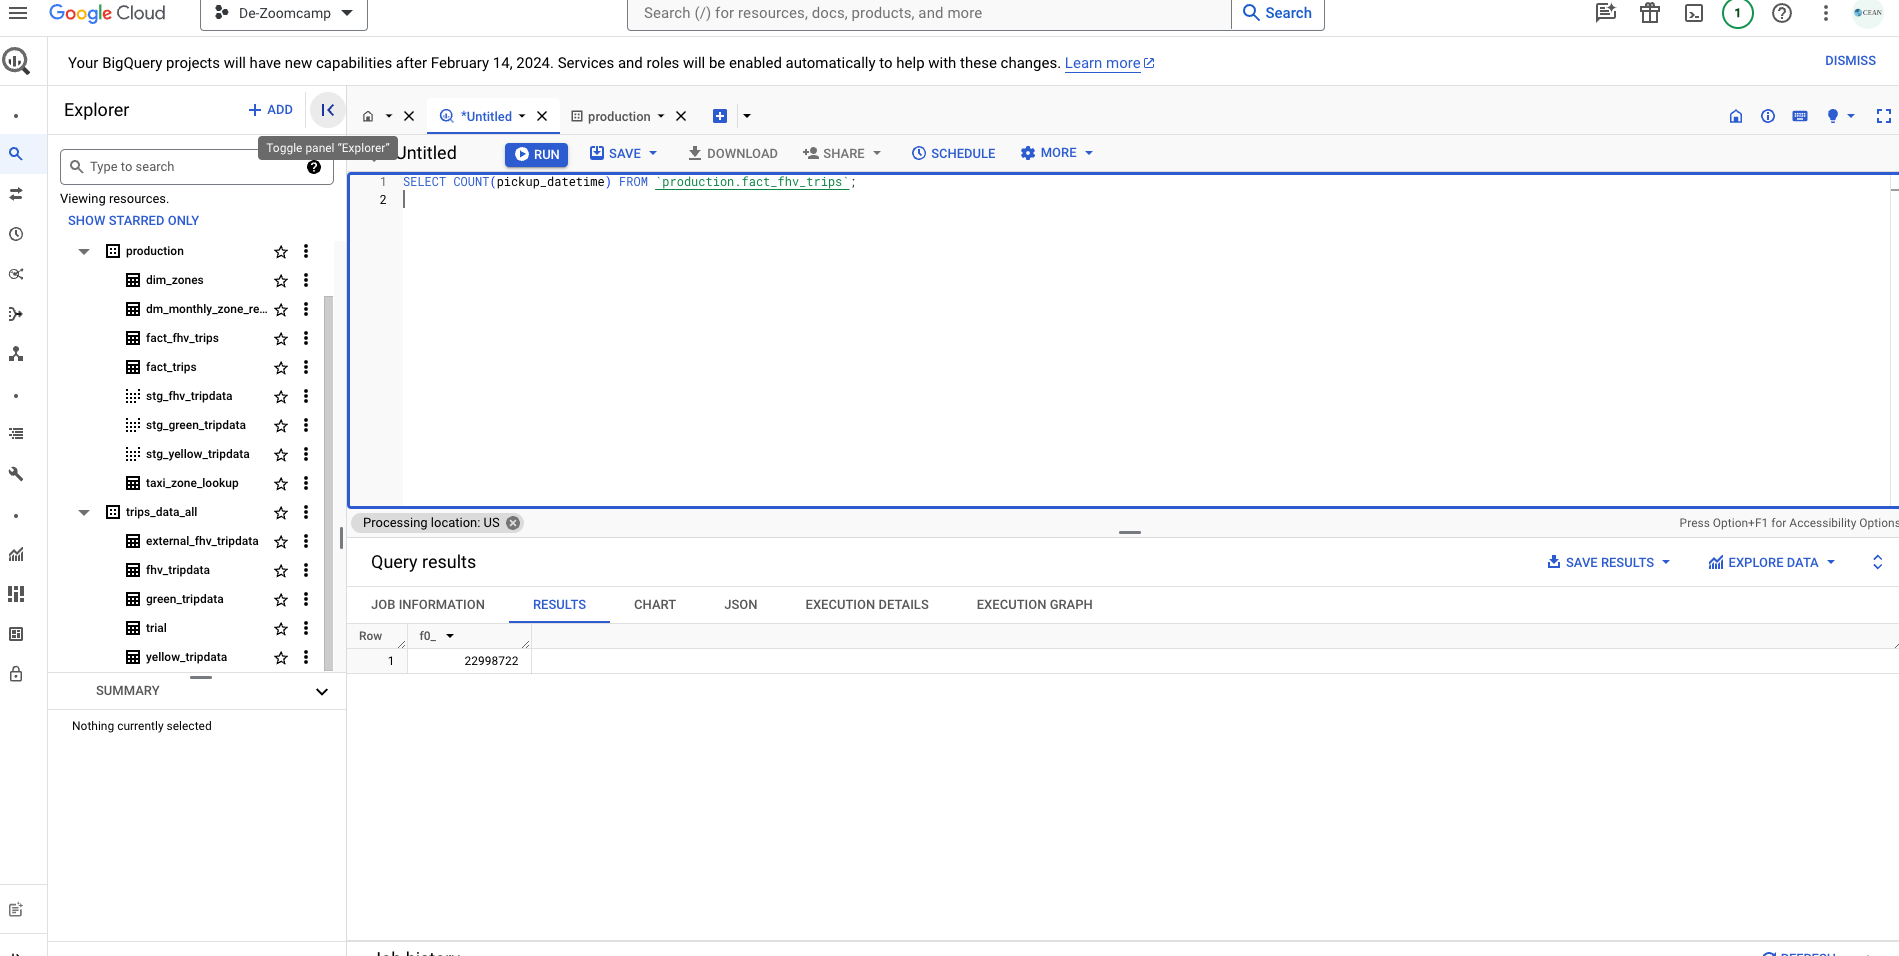 Google Cloud
De-Zoomcamp
Search (/) for resources, docs, products, and more
Search
1
CEAN
Your BigQuery projects will have new capabilities after February 14, 2024. Services and roles will be enabled automatically to help with these changes. Learn more
DISMISS
Explorer
ADD
Toggle panel "Explorer"
Type to search
Viewing resources.
SHOW STARRED ONLY
production
dim_zones
dm_monthly_zone_re...
fact_fhv_trips
fact_trips
stg_fhv_tripdata
stg_green_tripdata
stg_yellow_tripdata
taxi_zone_lookup
trips_data_all
external_fhv_tripdata
fhv_tripdata
green_tripdata
trial
yellow_tripdata
SUMMARY
Nothing currently selected
*Untitled
production
Untitled
RUN
SAVE
DOWNLOAD
SHARE
SCHEDULE
MORE
1 SELECT COUNT(pickup_datetime) FROM `production.fact_fhv_trips`;
2
Processing location: US
Press Option+F1 for Accessibility Options
Query results
SAVE RESULTS
EXPLORE DATA
JOB INFORMATION
RESULTS
CHART
JSON
EXECUTION DETAILS
EXECUTION GRAPH
Row f0_
1 22998722
Job history
REFRESH